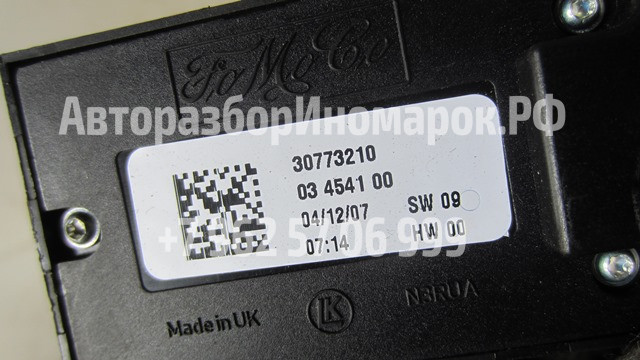 FoMoCo
АвторазборИномарок.РФ
30773210
03 4541 00
04/12/07 SW 09
07:14 HW 00
Made in UK LK N3RUA